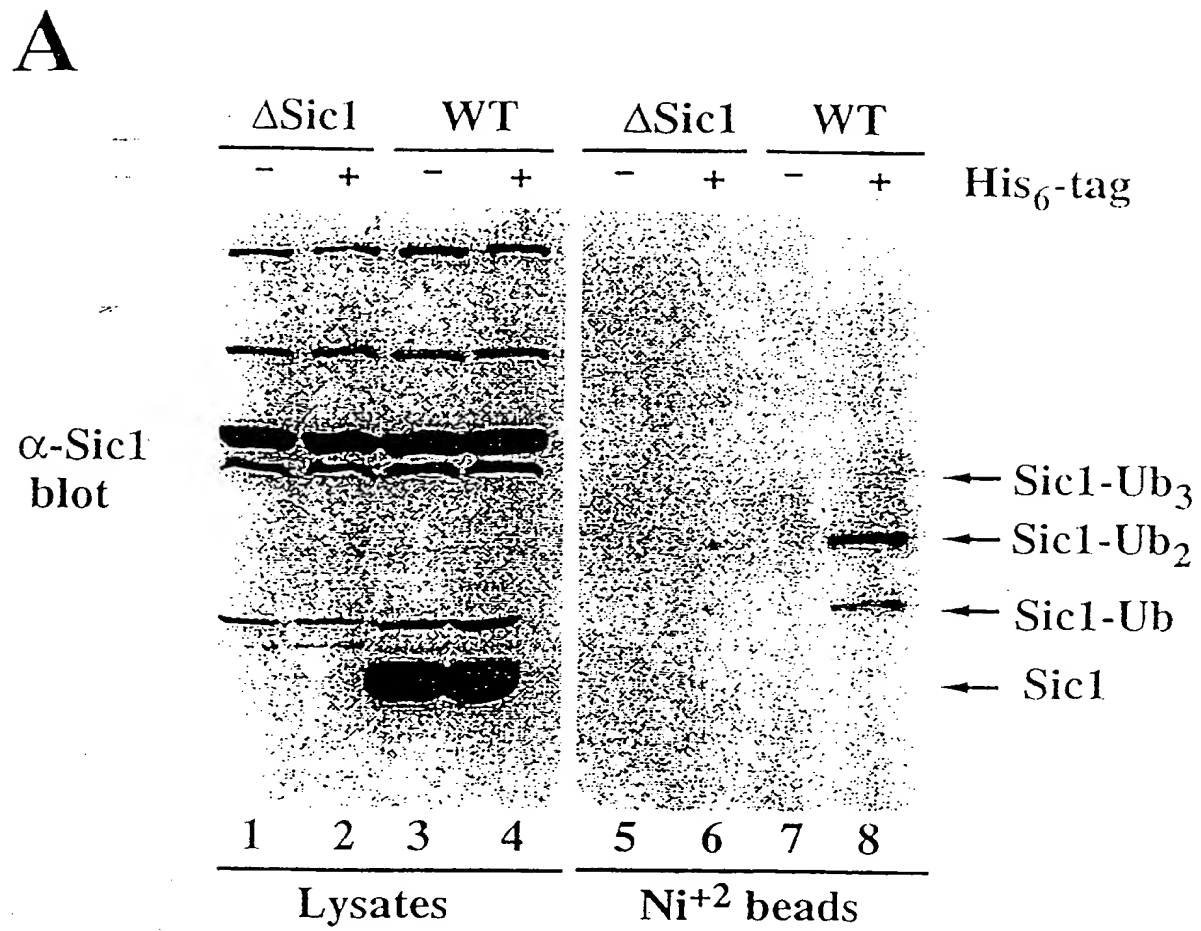 A
ΔSic1 WT ΔSic1 WT
- + - + - + - + His6-tag
α-Sic1
blot
Sic1-Ub3
Sic1-Ub2
Sic1-Ub
Sic1
1 2 3 4 5 6 7 8
Lysates Ni+2 beads